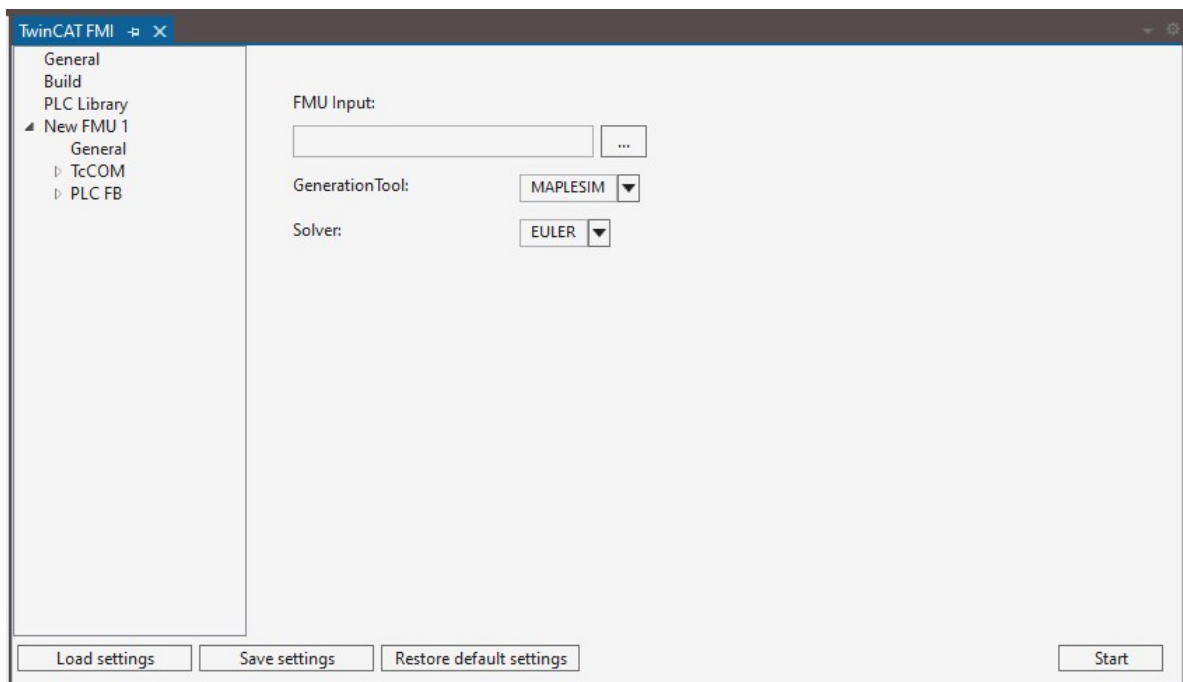 TwinCAT FMI
General
Build
PLC Library
New FMU 1
General
TcCOM
PLC FB
FMU Input:
...
GenerationTool:
MAPLESIM
Solver:
EULER
Load settings
Save settings
Restore default settings
Start